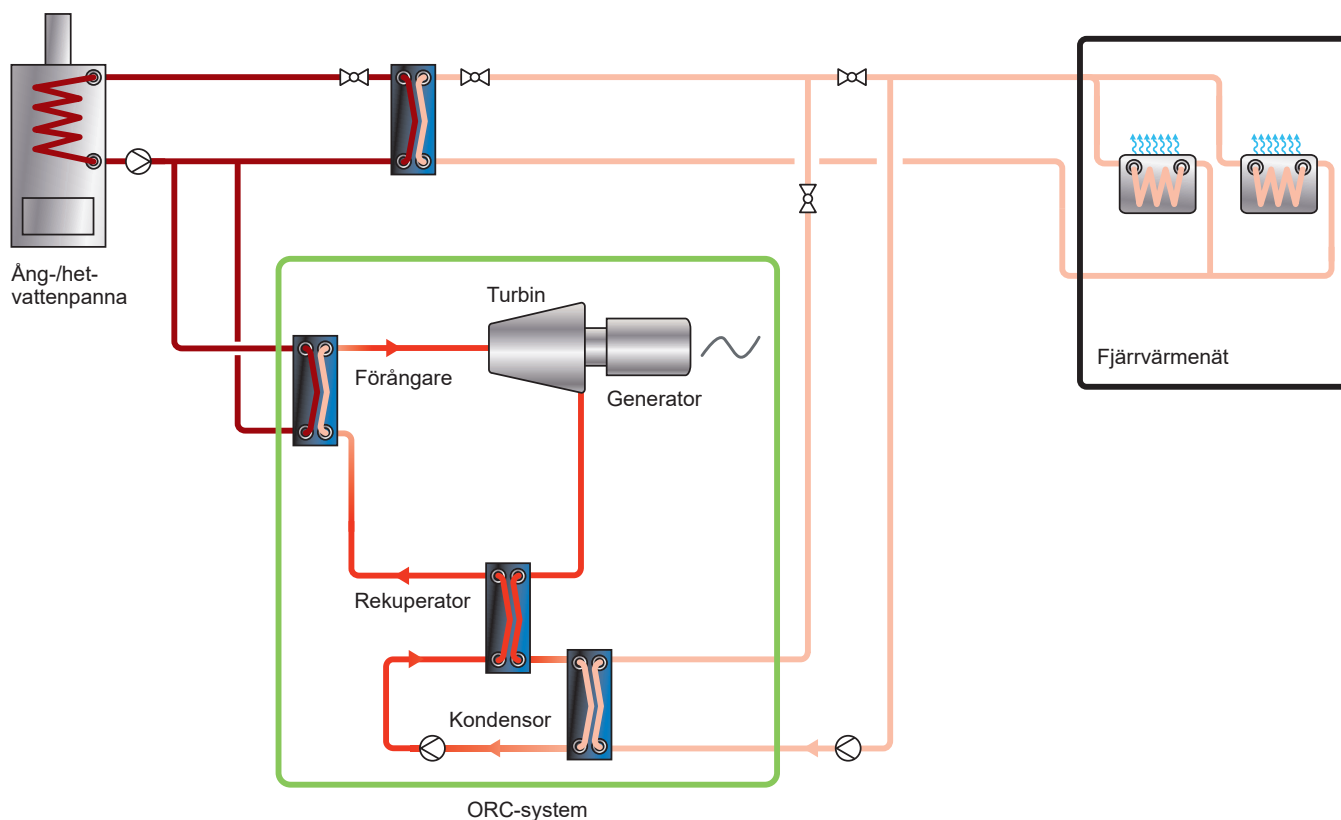 Ång-/het-
vattenpanna
Turbin
Förångare
Generator
Fjärrvärmenät
Rekuperator
Kondensor
ORC-system